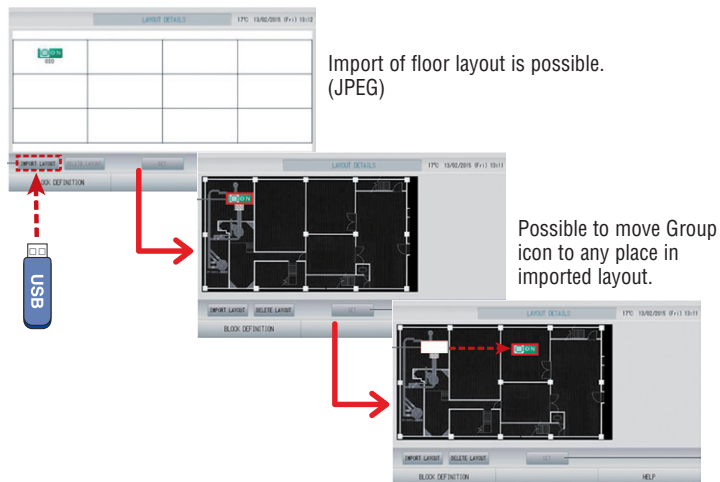 LAYOUT DETAILS
17°C 13/02/2015 (Fri) 10:12
ON
Import of floor layout is possible.
(JPEG)
IMPORT LAYOUT DELETE LAYOUT SET
BLOCK DEFINITION
USB
LAYOUT DETAILS
17°C 13/02/2015 (Fri) 10:11
ON
Possible to move Group
icon to any place in
imported layout.
IMPORT LAYOUT DELETE LAYOUT SET
BLOCK DEFINITION
LAYOUT DETAILS
17°C 13/02/2015 (Fri) 10:11
ON
IMPORT LAYOUT DELETE LAYOUT SET
BLOCK DEFINITION HELP